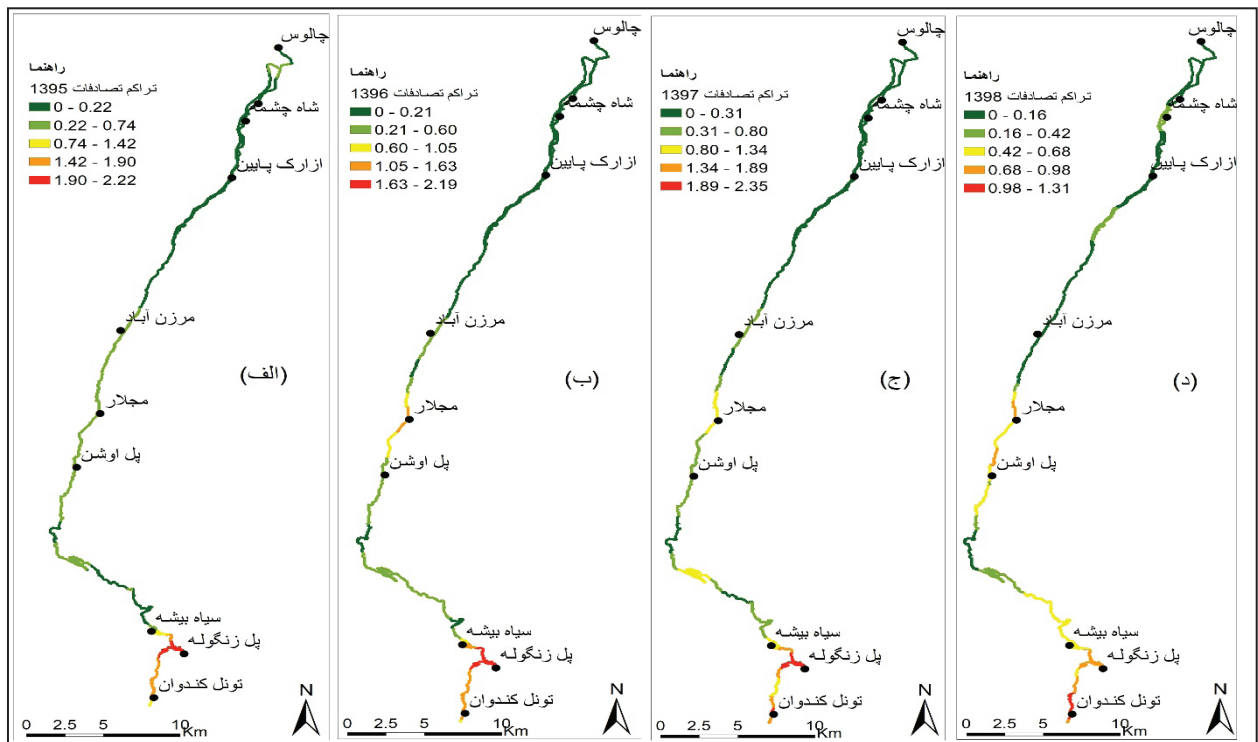 چالوس
راهنما
تراکم تصادفات 1395
0 - 0.22
0.22 - 0.74
0.74 - 1.42
1.42 - 1.90
1.90 - 2.22
شاه چشما
ازارک پایین
مرزن آباد
(الف)
مجلار
پل اوشن
سیاه بیشه
پل زنگوله
تونل کندوان
N
0 2.5 5 10
Km
چالوس
راهنما
تراکم تصادفات 1396
0 - 0.21
0.21 - 0.60
0.60 - 1.05
1.05 - 1.63
1.63 - 2.19
شاه چشما
ازارک پایین
مرزن آباد
(ب)
مجلار
پل اوشن
سیاه بیشه
پل زنگوله
تونل کندوان
N
0 2.5 5 10
Km
چالوس
راهنما
تراکم تصادفات 1397
0 - 0.31
0.31 - 0.80
0.80 - 1.34
1.34 - 1.89
1.89 - 2.35
شاه چشما
ازارک پایین
مرزن آباد
(ج)
مجلار
پل اوشن
سیاه بیشه
پل زنگوله
تونل کندوان
N
0 2.5 5 10
Km
چالوس
راهنما
تراکم تصادفات 1398
0 - 0.16
0.16 - 0.42
0.42 - 0.68
0.68 - 0.98
0.98 - 1.31
شاه چشما
ازارک پایین
مرزن آباد
(د)
مجلار
پل اوشن
سیاه بیشه
پل زنگوله
تونل کندوان
N
0 2.5 5 10
Km